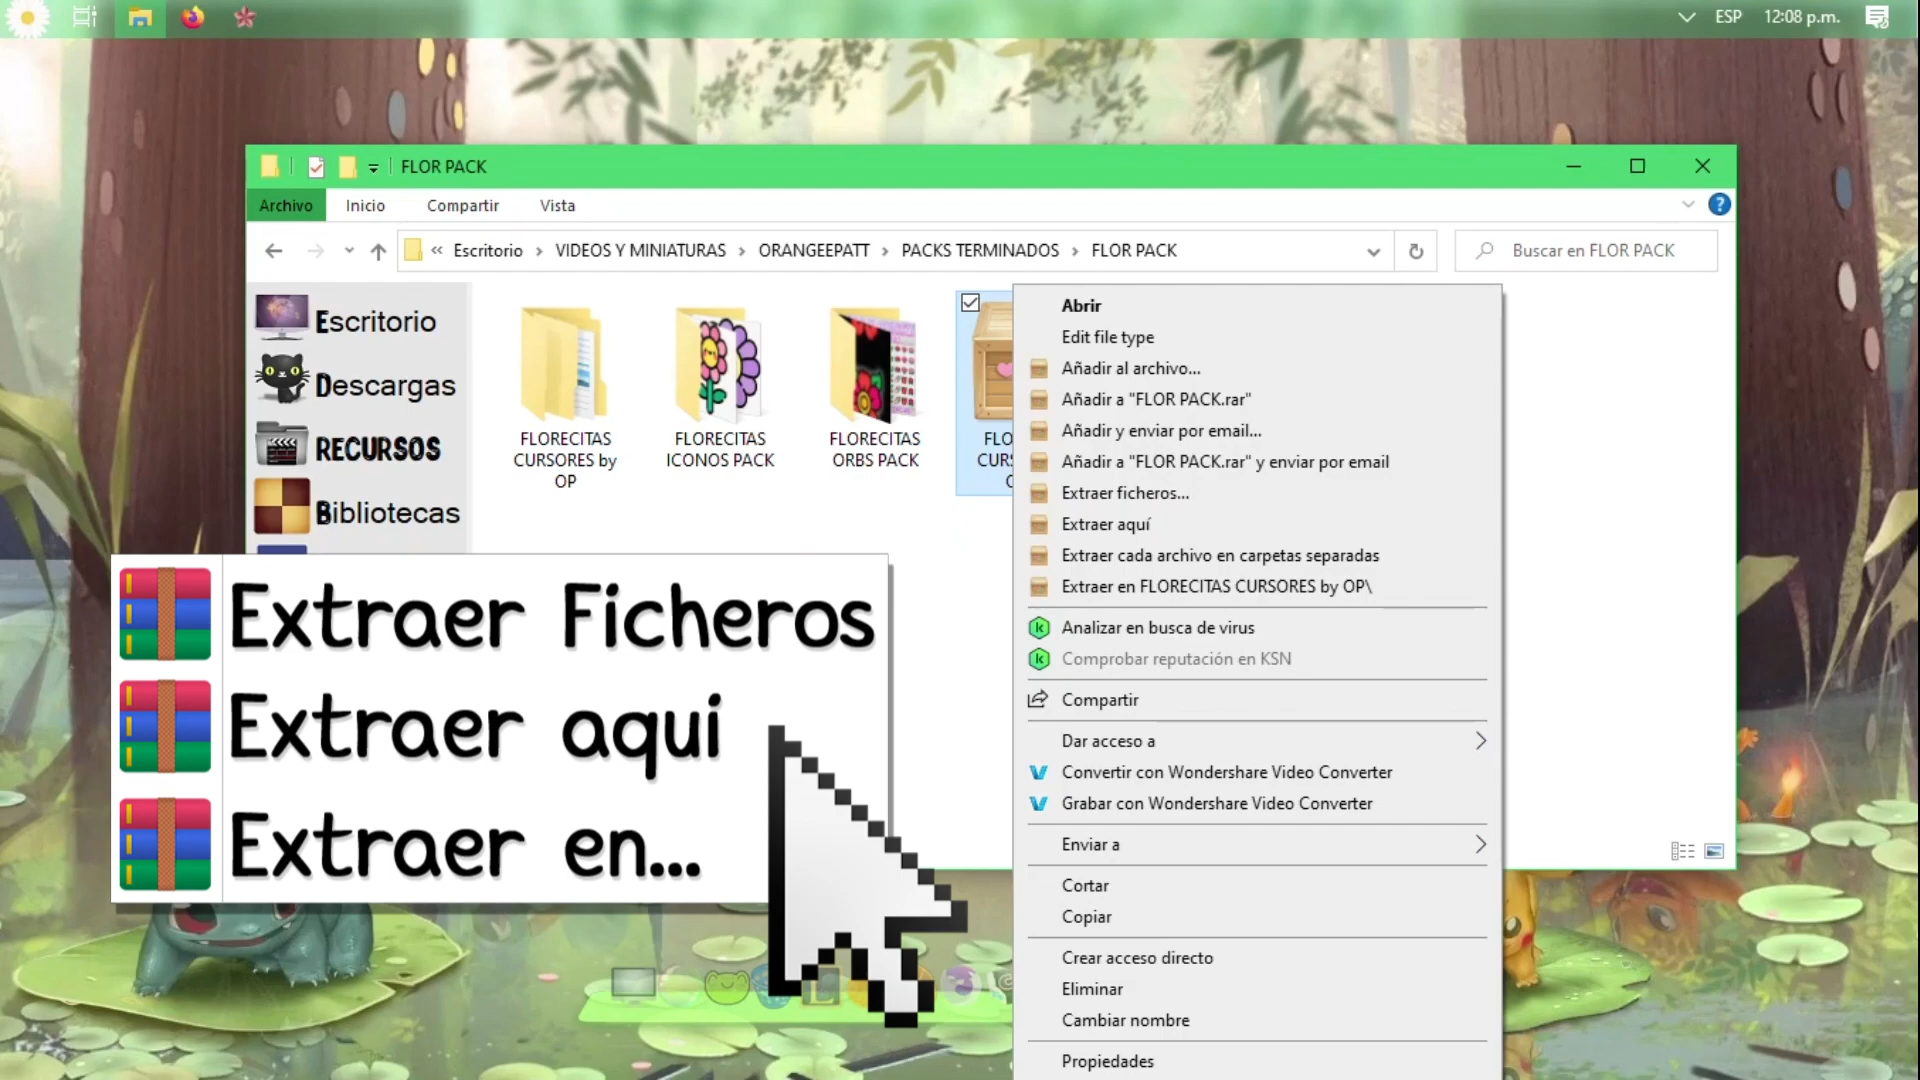 ESP 12:08 p.m.
FLOR PACK
Archivo Inicio Compartir Vista
« Escritorio › VIDEOS Y MINIATURAS › ORANGEEPATT › PACKS TERMINADOS › FLOR PACK
Buscar en FLOR PACK
Escritorio
Descargas
RECURSOS
Bibliotecas
FLORECITAS
CURSORES by
OP
FLORECITAS
ICONOS PACK
FLORECITAS
ORBS PACK
Abrir
Edit file type
Añadir al archivo...
Añadir a "FLOR PACK.rar"
Añadir y enviar por email...
Añadir a "FLOR PACK.rar" y enviar por email
Extraer ficheros...
Extraer aquí
Extraer cada archivo en carpetas separadas
Extraer en FLORECITAS CURSORES by OP\
Analizar en busca de virus
Comprobar reputación en KSN
Compartir
Dar acceso a
Convertir con Wondershare Video Converter
Grabar con Wondershare Video Converter
Enviar a
Cortar
Copiar
Crear acceso directo
Eliminar
Cambiar nombre
Propiedades
Extraer Ficheros
Extraer aquí
Extraer en...